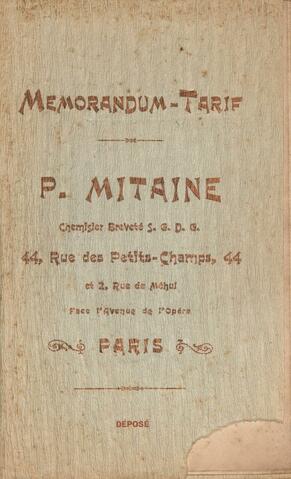 MEMORANDUM-TARIF
P. MITAINE
Chemisier Breveté S. G. D. G.
44, Rue des Petits-Champs, 44
et 2, Rue de Méhul
Face l'Avenue de l'Opéra
PARIS
DÉPOSÉ